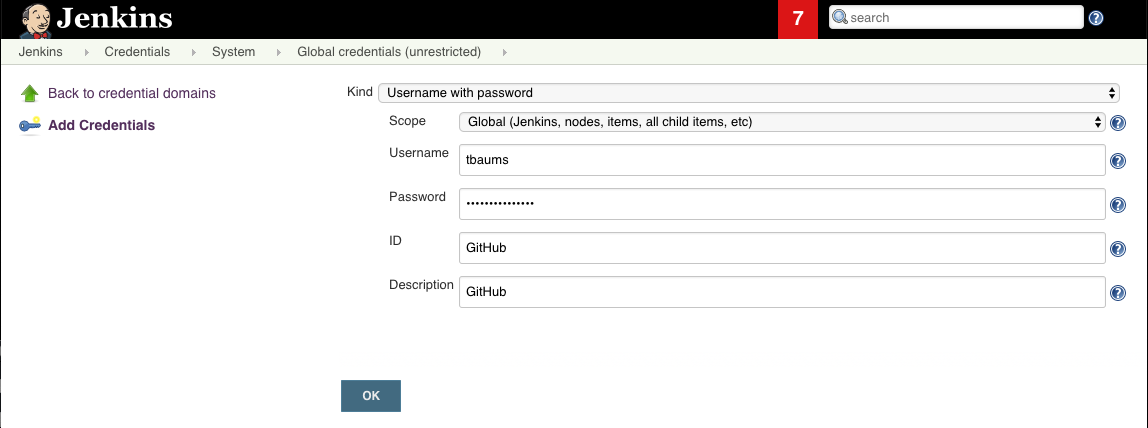 Jenkins
7
search
Jenkins
Credentials
System
Global credentials (unrestricted)
Back to credential domains
Add Credentials
Kind
Username with password
Scope
Global (Jenkins, nodes, items, all child items, etc)
Username
tbaums
Password
•••••••••••••••
ID
GitHub
Description
GitHub
OK